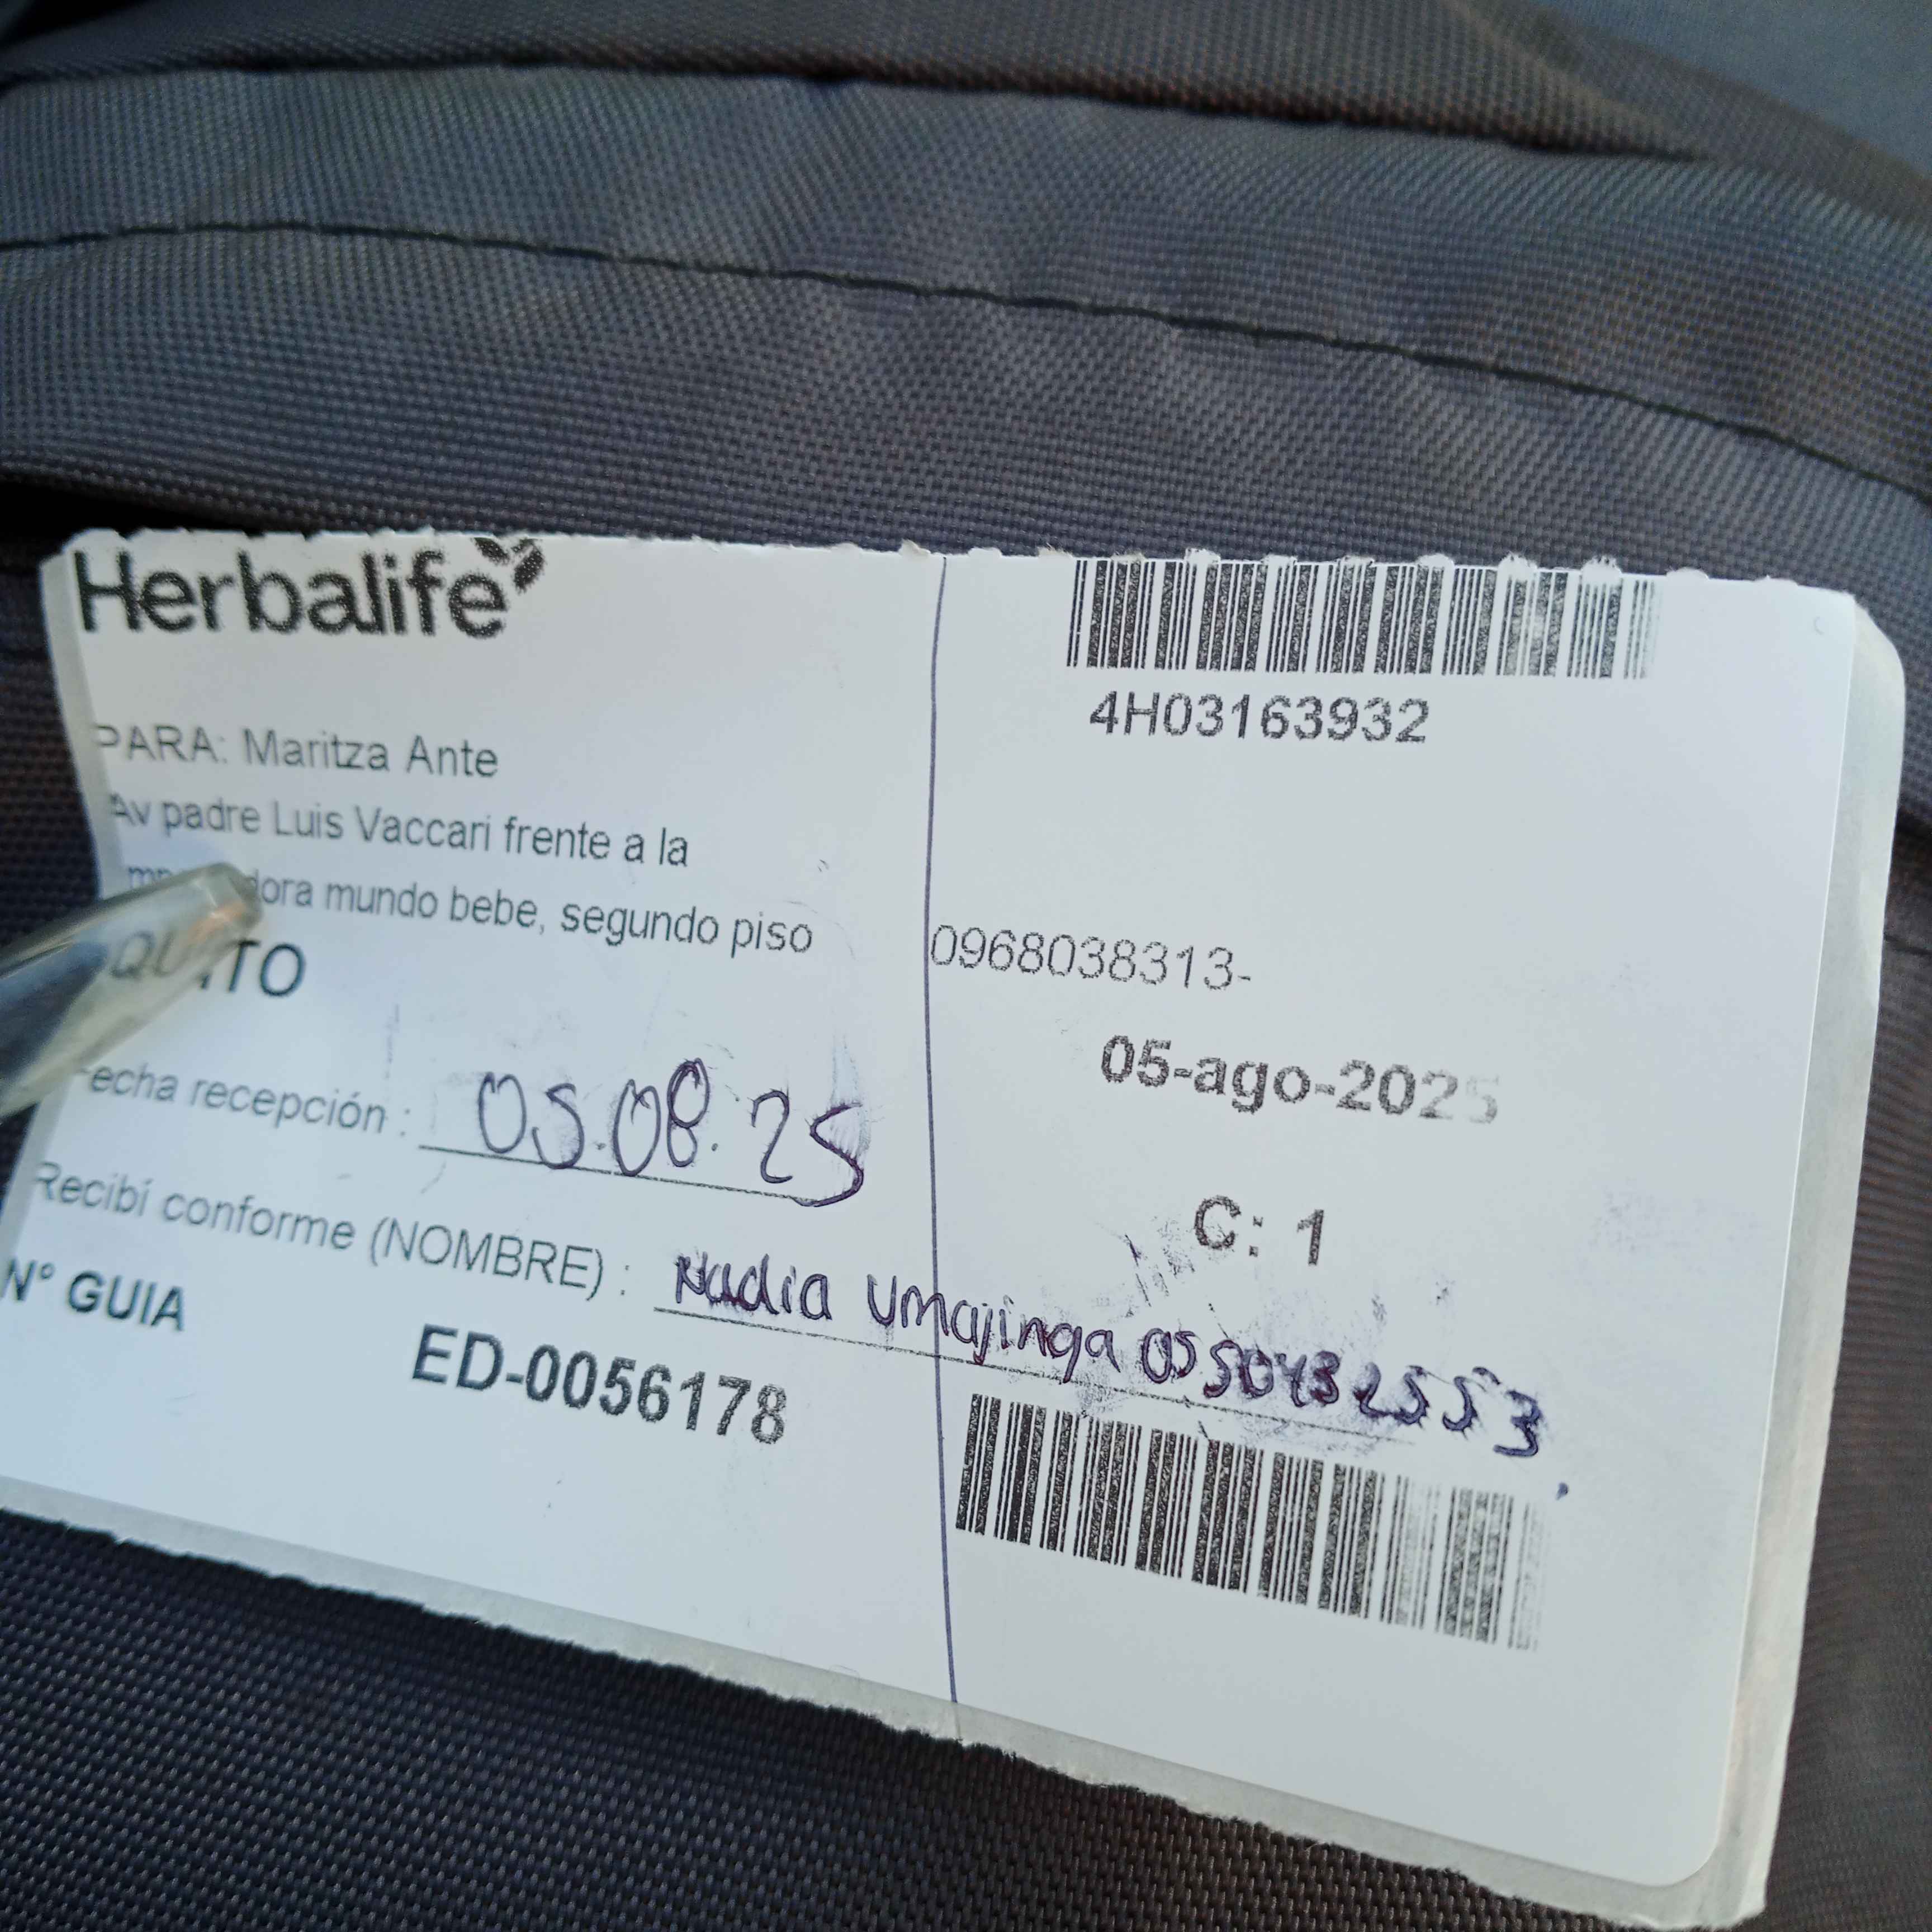 Herbalife
4H03163932
PARA: Maritza Ante
Av padre Luis Vaccari frente a la
mundo bebe, segundo piso
0968038313-
05-ago-2025
echa recepción : 05.08.25
C: 1
Recibí conforme (NOMBRE) : Nadia Umajinga
N° GUIA
ED-0056178